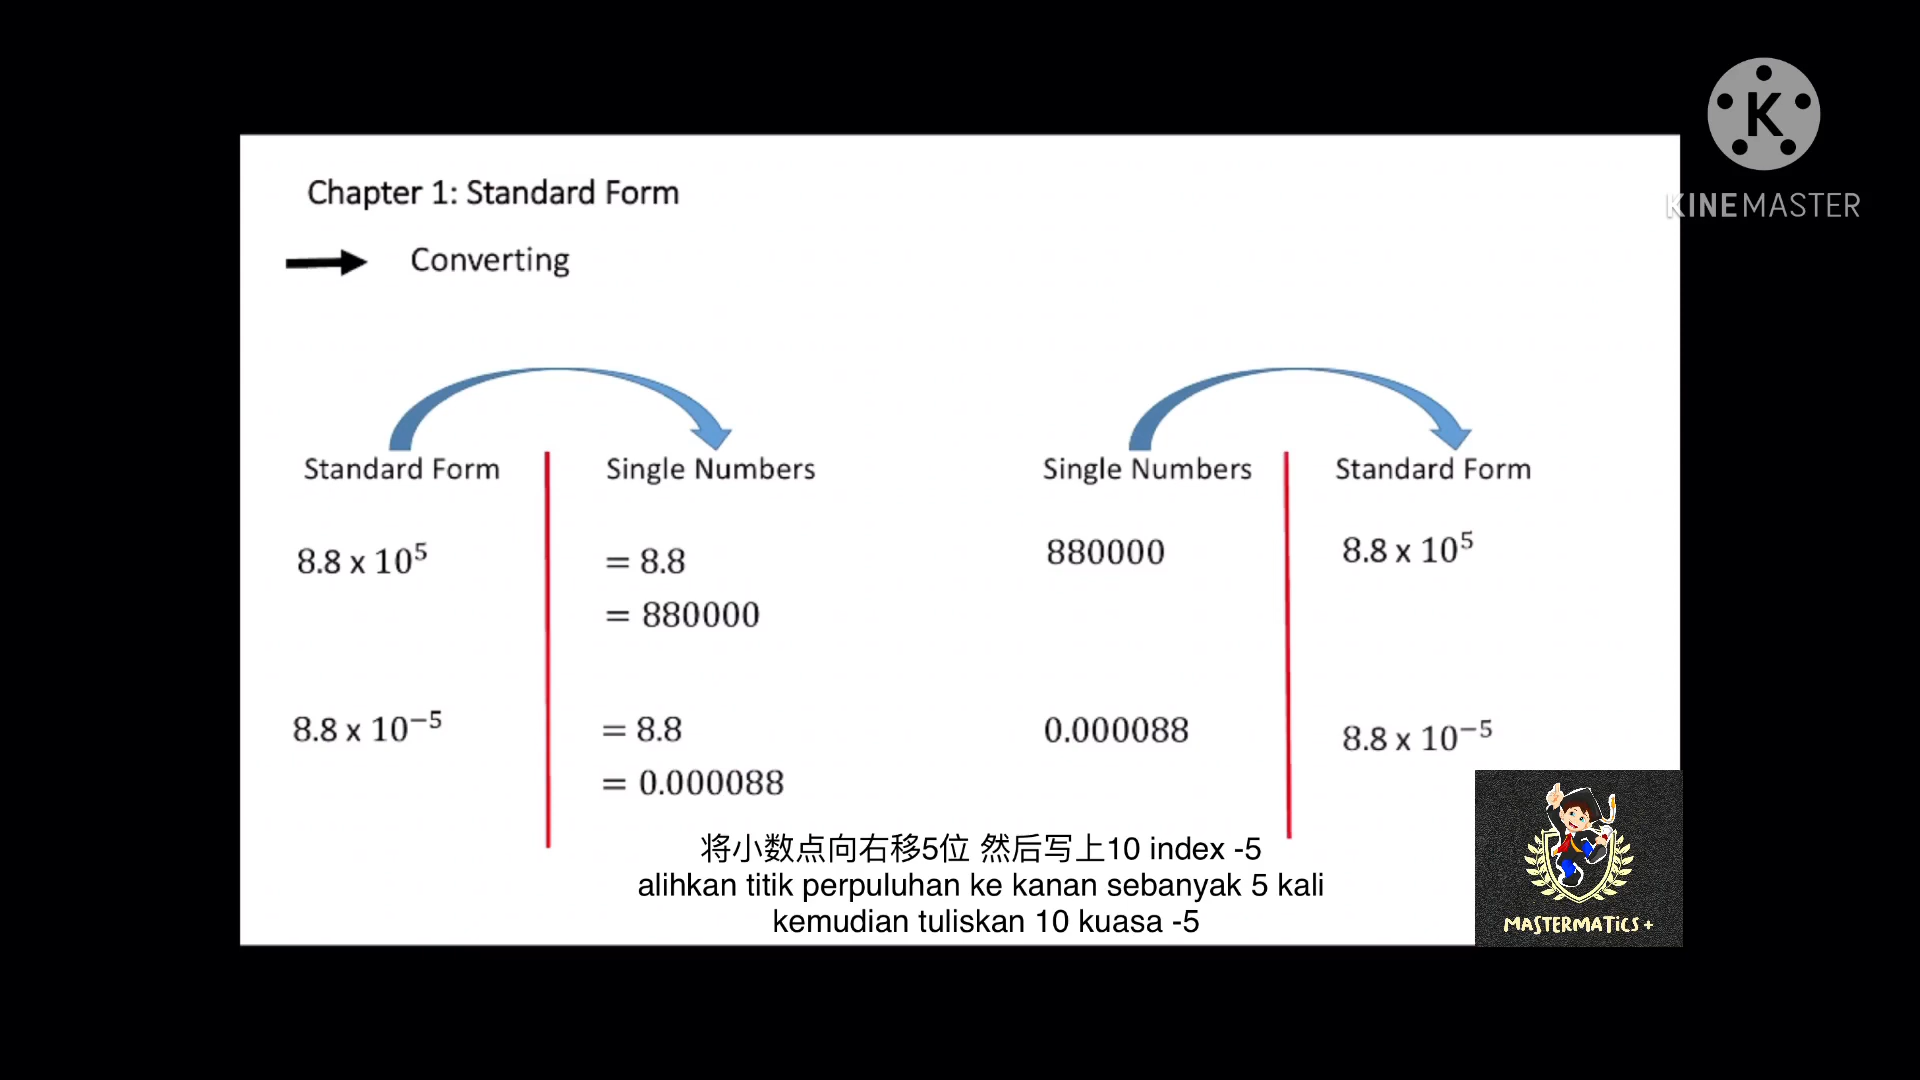 K
KINEMASTER
Chapter 1: Standard Form
Converting
Standard Form
Single Numbers
8.8 x 10⁵
= 8.8
= 880000
8.8 x 10⁻⁵
= 8.8
= 0.000088
Single Numbers
Standard Form
880000
8.8 x 10⁵
0.000088
8.8 x 10⁻⁵
将小数点向右移5位 然后写上10 index -5
alihkan titik perpuluhan ke kanan sebanyak 5 kali
kemudian tuliskan 10 kuasa -5
MASTERMATiCS +